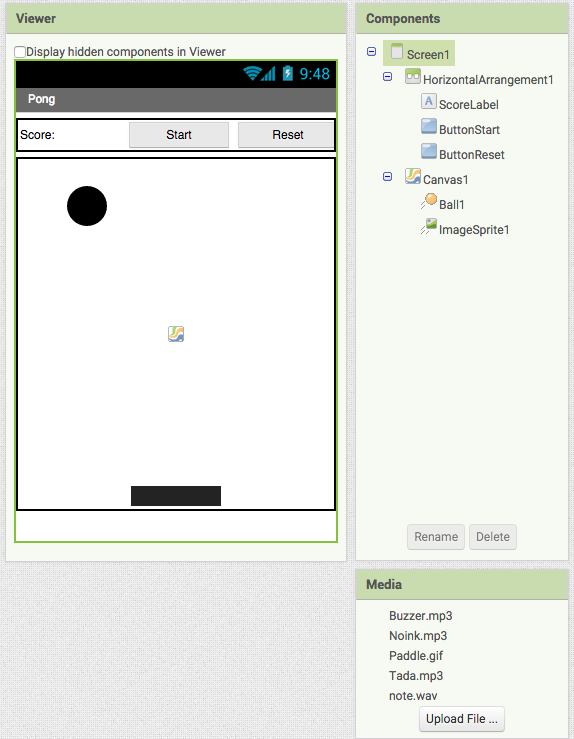 Viewer
Display hidden components in Viewer
9:48
Pong
Score:
Start
Reset
Components
Screen1
HorizontalArrangement1
A
ScoreLabel
ButtonStart
ButtonReset
Canvas1
Ball1
ImageSprite1
Rename
Delete
Media
Buzzer.mp3
Noink.mp3
Paddle.gif
Tada.mp3
note.wav
Upload File ...